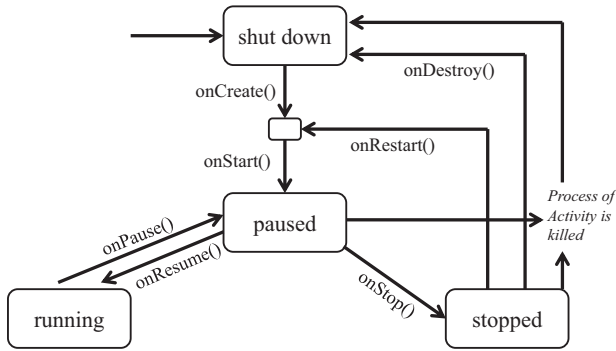 shut down
onDestroy()
onCreate()
onRestart()
onStart()
Process of
Activity is
killed
paused
onPause()
onResume()
onStop()
running
stopped